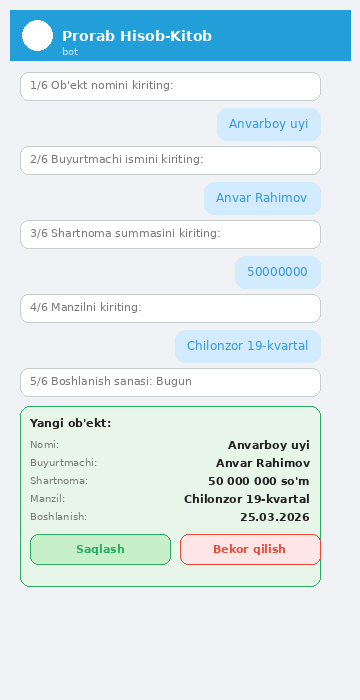 Prorab Hisob-Kitob
bot
1/6 Ob'ekt nomini kiriting:
Anvarboy uyi
2/6 Buyurtmachi ismini kiriting:
Anvar Rahimov
3/6 Shartnoma summasini kiriting:
50000000
4/6 Manzilni kiriting:
Chilonzor 19-kvartal
5/6 Boshlanish sanasi: Bugun
Yangi ob'ekt:
Nomi: Anvarboy uyi
Buyurtmachi: Anvar Rahimov
Shartnoma: 50 000 000 so'm
Manzil: Chilonzor 19-kvartal
Boshlanish: 25.03.2026
Saqlash Bekor qilish